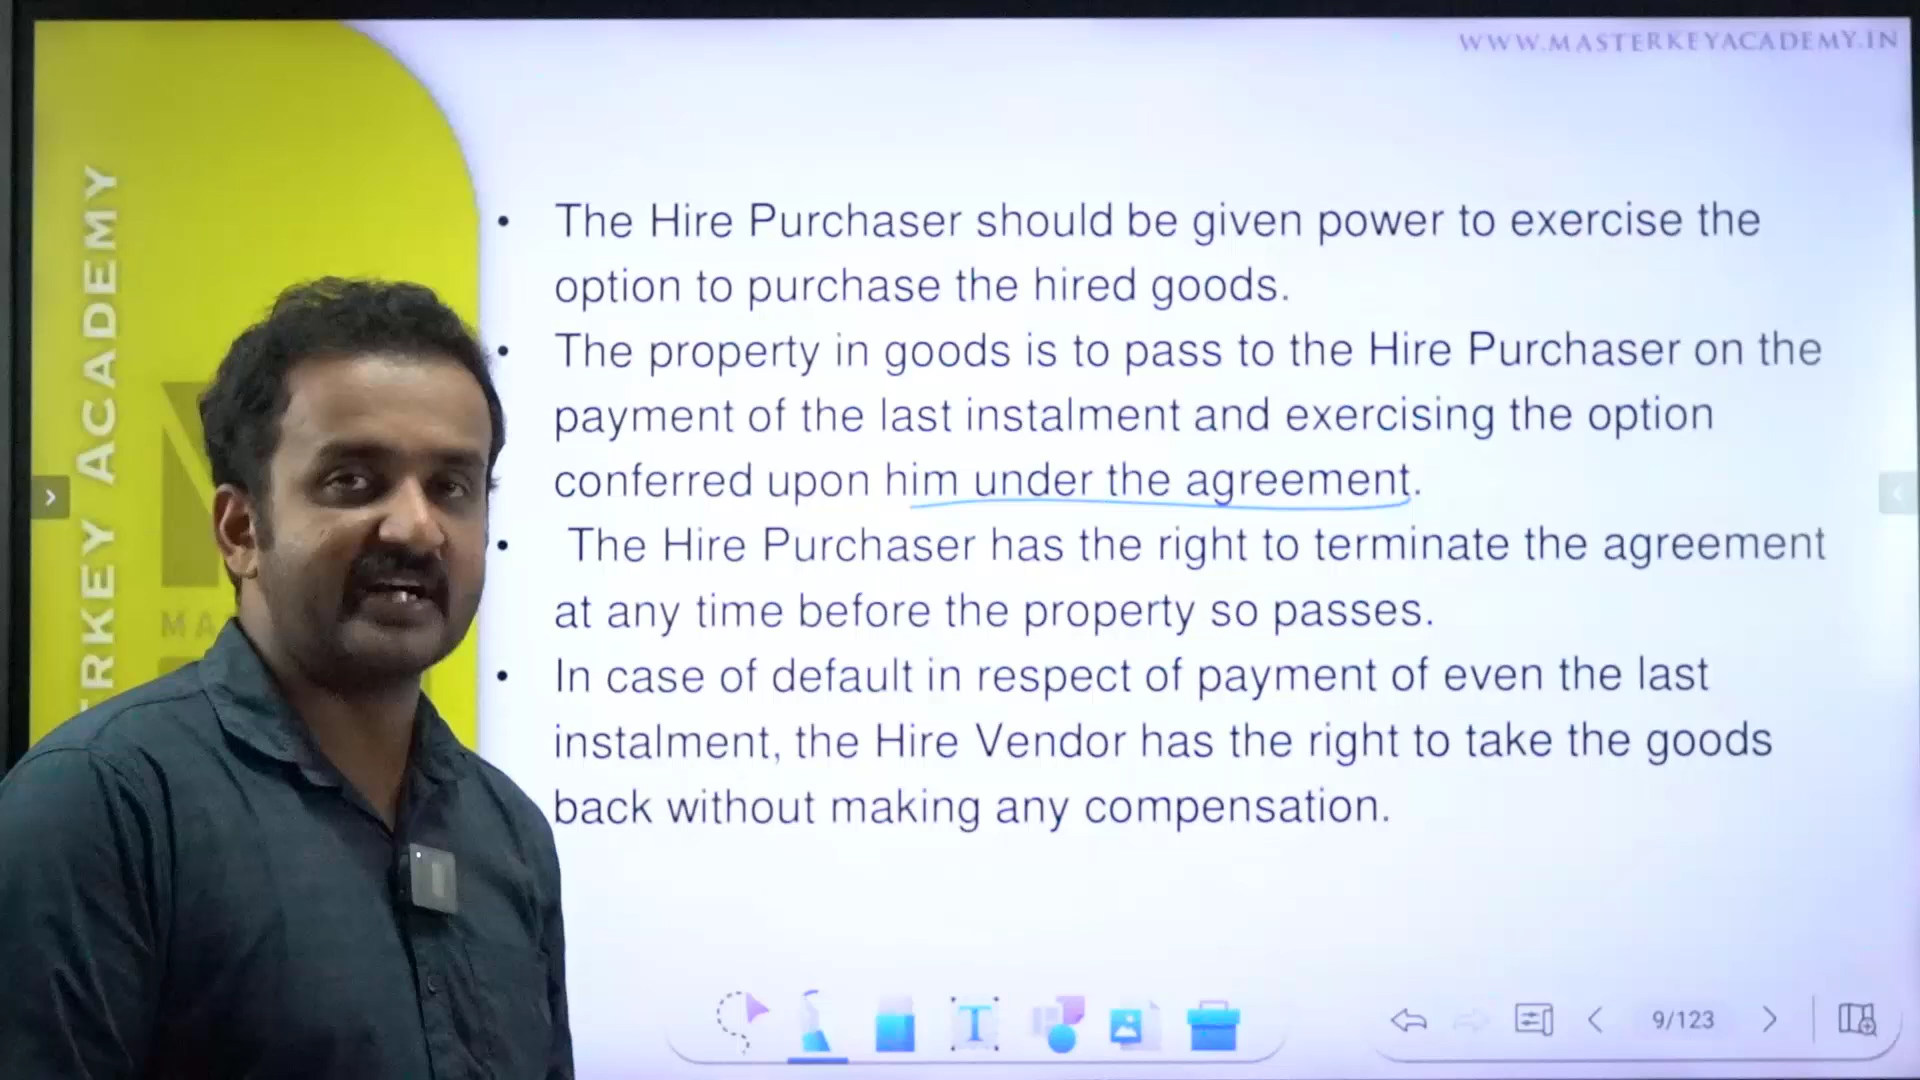 WWW.MASTERKEYACADEMY.IN
• The Hire Purchaser should be given power to exercise the
option to purchase the hired goods.
• The property in goods is to pass to the Hire Purchaser on the
payment of the last instalment and exercising the option
conferred upon him under the agreement.
• The Hire Purchaser has the right to terminate the agreement
at any time before the property so passes.
• In case of default in respect of payment of even the last
instalment, the Hire Vendor has the right to take the goods
back without making any compensation.
ERKEY ACADEMY
MA
T
9/123